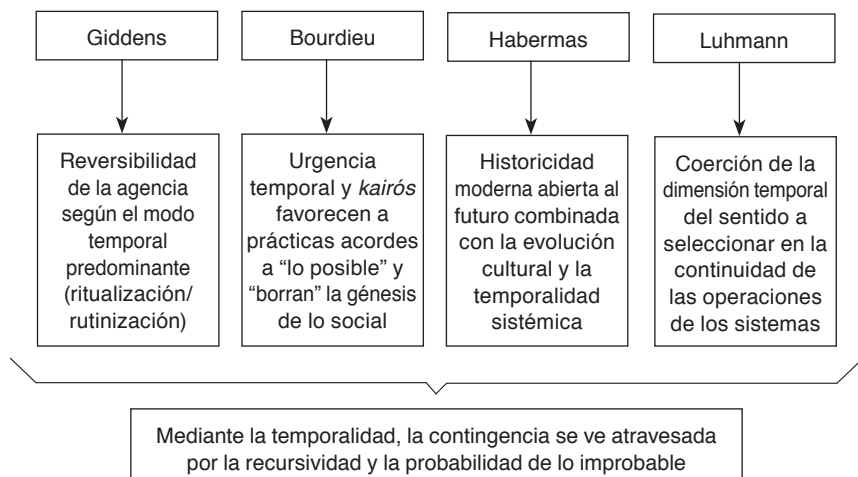 Giddens
Bourdieu
Habermas
Luhmann
Reversibilidad
de la agencia
según el modo
temporal
predominante
(ritualización/
rutinización)
Urgencia
temporal y kairós
favorecen a
prácticas acordes
a “lo posible” y
“borran” la génesis
de lo social
Historicidad
moderna abierta al
futuro combinada
con la evolución
cultural y la
temporalidad
sistémica
Coerción de la
dimensión temporal
del sentido a
seleccionar en la
continuidad de
las operaciones
de los sistemas
Mediante la temporalidad, la contingencia se ve atravesada
por la recursividad y la probabilidad de lo improbable